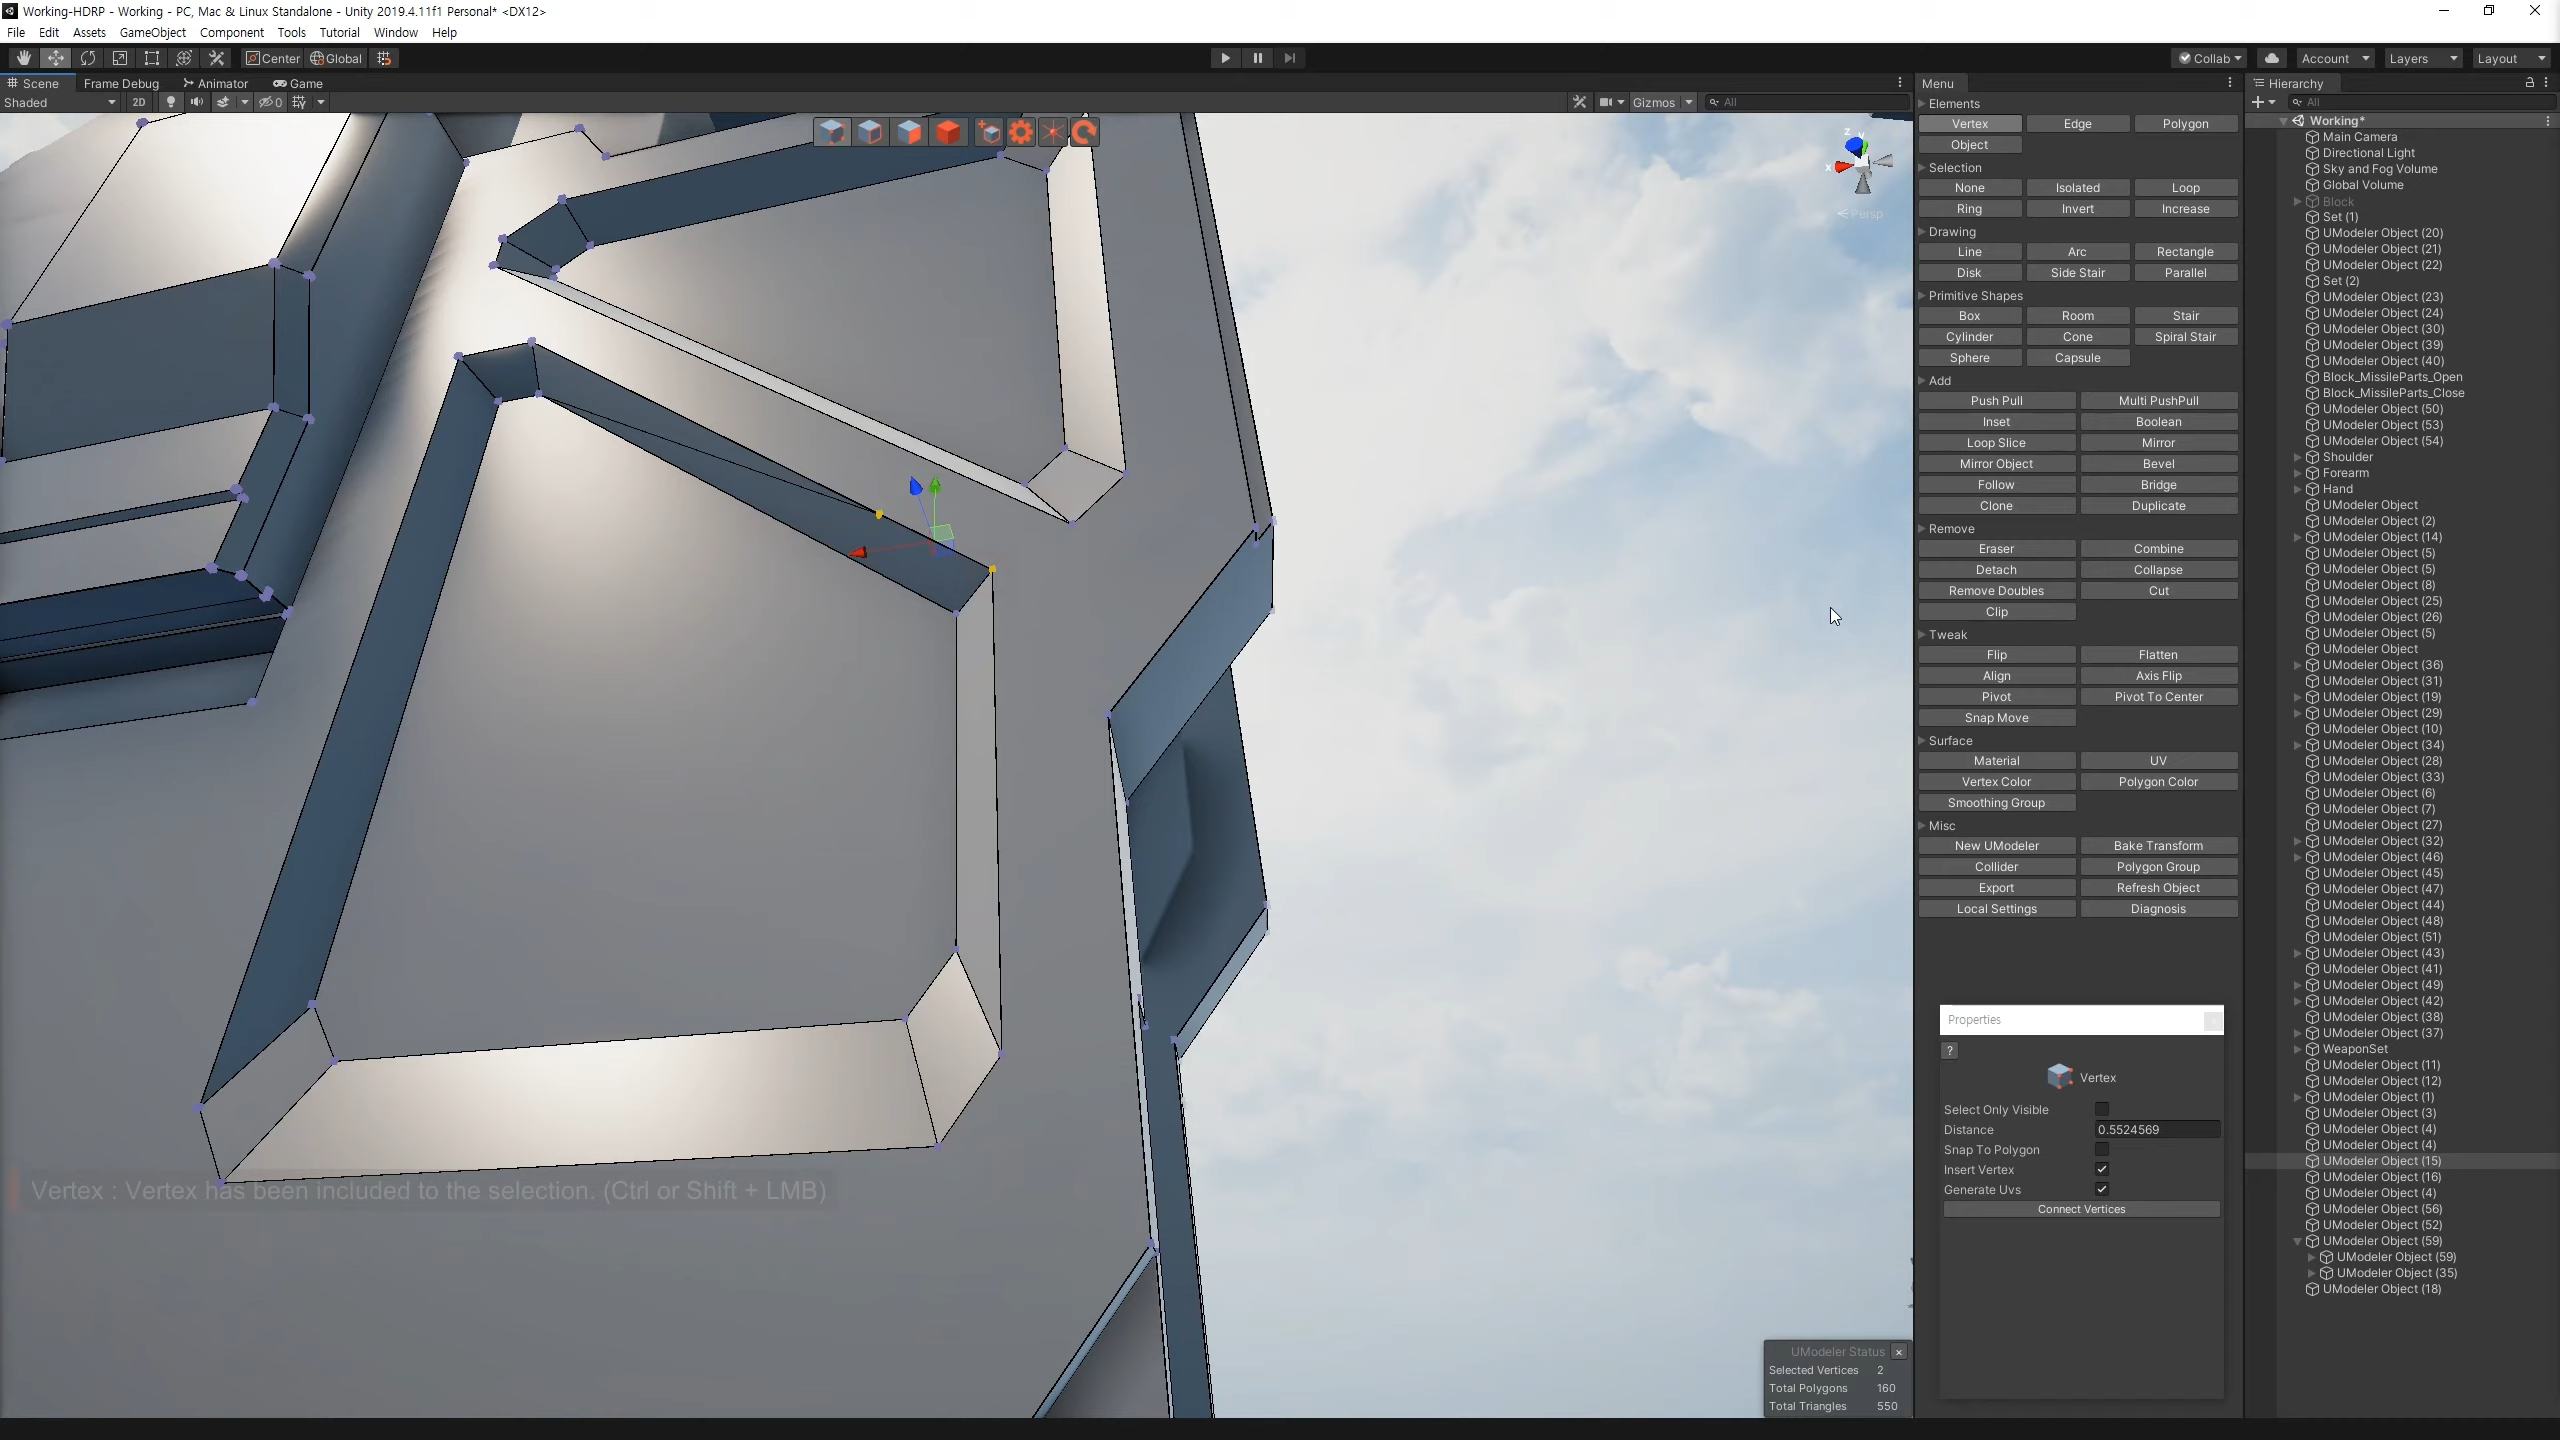 Working-HDRP - Working - PC, Mac & Linux Standalone - Unity 2019.4.11f1 Personal* <DX12>
File Edit Assets GameObject Component Tools Tutorial Window Help
Center Global
Collab Account Layers Layout
Scene Frame Debug Animator Game
Shaded 2D 0 Gizmos All
Persp
x y z
Vertex : Vertex has been included to the selection. (Ctrl or Shift + LMB)
UModeler Status
Selected Vertices 2
Total Polygons 160
Total Triangles 550
Menu
Elements
Vertex Edge Polygon
Object
Selection
None Isolated Loop
Ring Invert Increase
Drawing
Line Arc Rectangle
Disk Side Stair Parallel
Primitive Shapes
Box Room Stair
Cylinder Cone Spiral Stair
Sphere Capsule
Add
Push Pull Multi PushPull
Inset Boolean
Loop Slice Mirror
Mirror Object Bevel
Follow Bridge
Clone Duplicate
Remove
Eraser Combine
Detach Collapse
Remove Doubles Cut
Clip
Tweak
Flip Flatten
Align Axis Flip
Pivot Pivot To Center
Snap Move
Surface
Material UV
Vertex Color Polygon Color
Smoothing Group
Misc
New UModeler Bake Transform
Collider Polygon Group
Export Refresh Object
Local Settings Diagnosis
Properties
?
Vertex
Select Only Visible
Distance 0.5524569
Snap To Polygon
Insert Vertex
Generate Uvs
Connect Vertices
Hierarchy
All
Working*
Main Camera
Directional Light
Sky and Fog Volume
Global Volume
Block
Set (1)
UModeler Object (20)
UModeler Object (21)
UModeler Object (22)
Set (2)
UModeler Object (23)
UModeler Object (24)
UModeler Object (30)
UModeler Object (39)
UModeler Object (40)
Block_MissileParts_Open
Block_MissileParts_Close
UModeler Object (50)
UModeler Object (53)
UModeler Object (54)
Shoulder
Forearm
Hand
UModeler Object
UModeler Object (2)
UModeler Object (14)
UModeler Object (5)
UModeler Object (5)
UModeler Object (8)
UModeler Object (25)
UModeler Object (26)
UModeler Object (5)
UModeler Object
UModeler Object (36)
UModeler Object (31)
UModeler Object (19)
UModeler Object (29)
UModeler Object (10)
UModeler Object (34)
UModeler Object (28)
UModeler Object (33)
UModeler Object (6)
UModeler Object (7)
UModeler Object (27)
UModeler Object (32)
UModeler Object (46)
UModeler Object (45)
UModeler Object (47)
UModeler Object (44)
UModeler Object (48)
UModeler Object (51)
UModeler Object (43)
UModeler Object (41)
UModeler Object (49)
UModeler Object (42)
UModeler Object (38)
UModeler Object (37)
WeaponSet
UModeler Object (11)
UModeler Object (12)
UModeler Object (1)
UModeler Object (3)
UModeler Object (4)
UModeler Object (4)
UModeler Object (15)
UModeler Object (16)
UModeler Object (4)
UModeler Object (56)
UModeler Object (52)
UModeler Object (59)
UModeler Object (59)
UModeler Object (35)
UModeler Object (18)